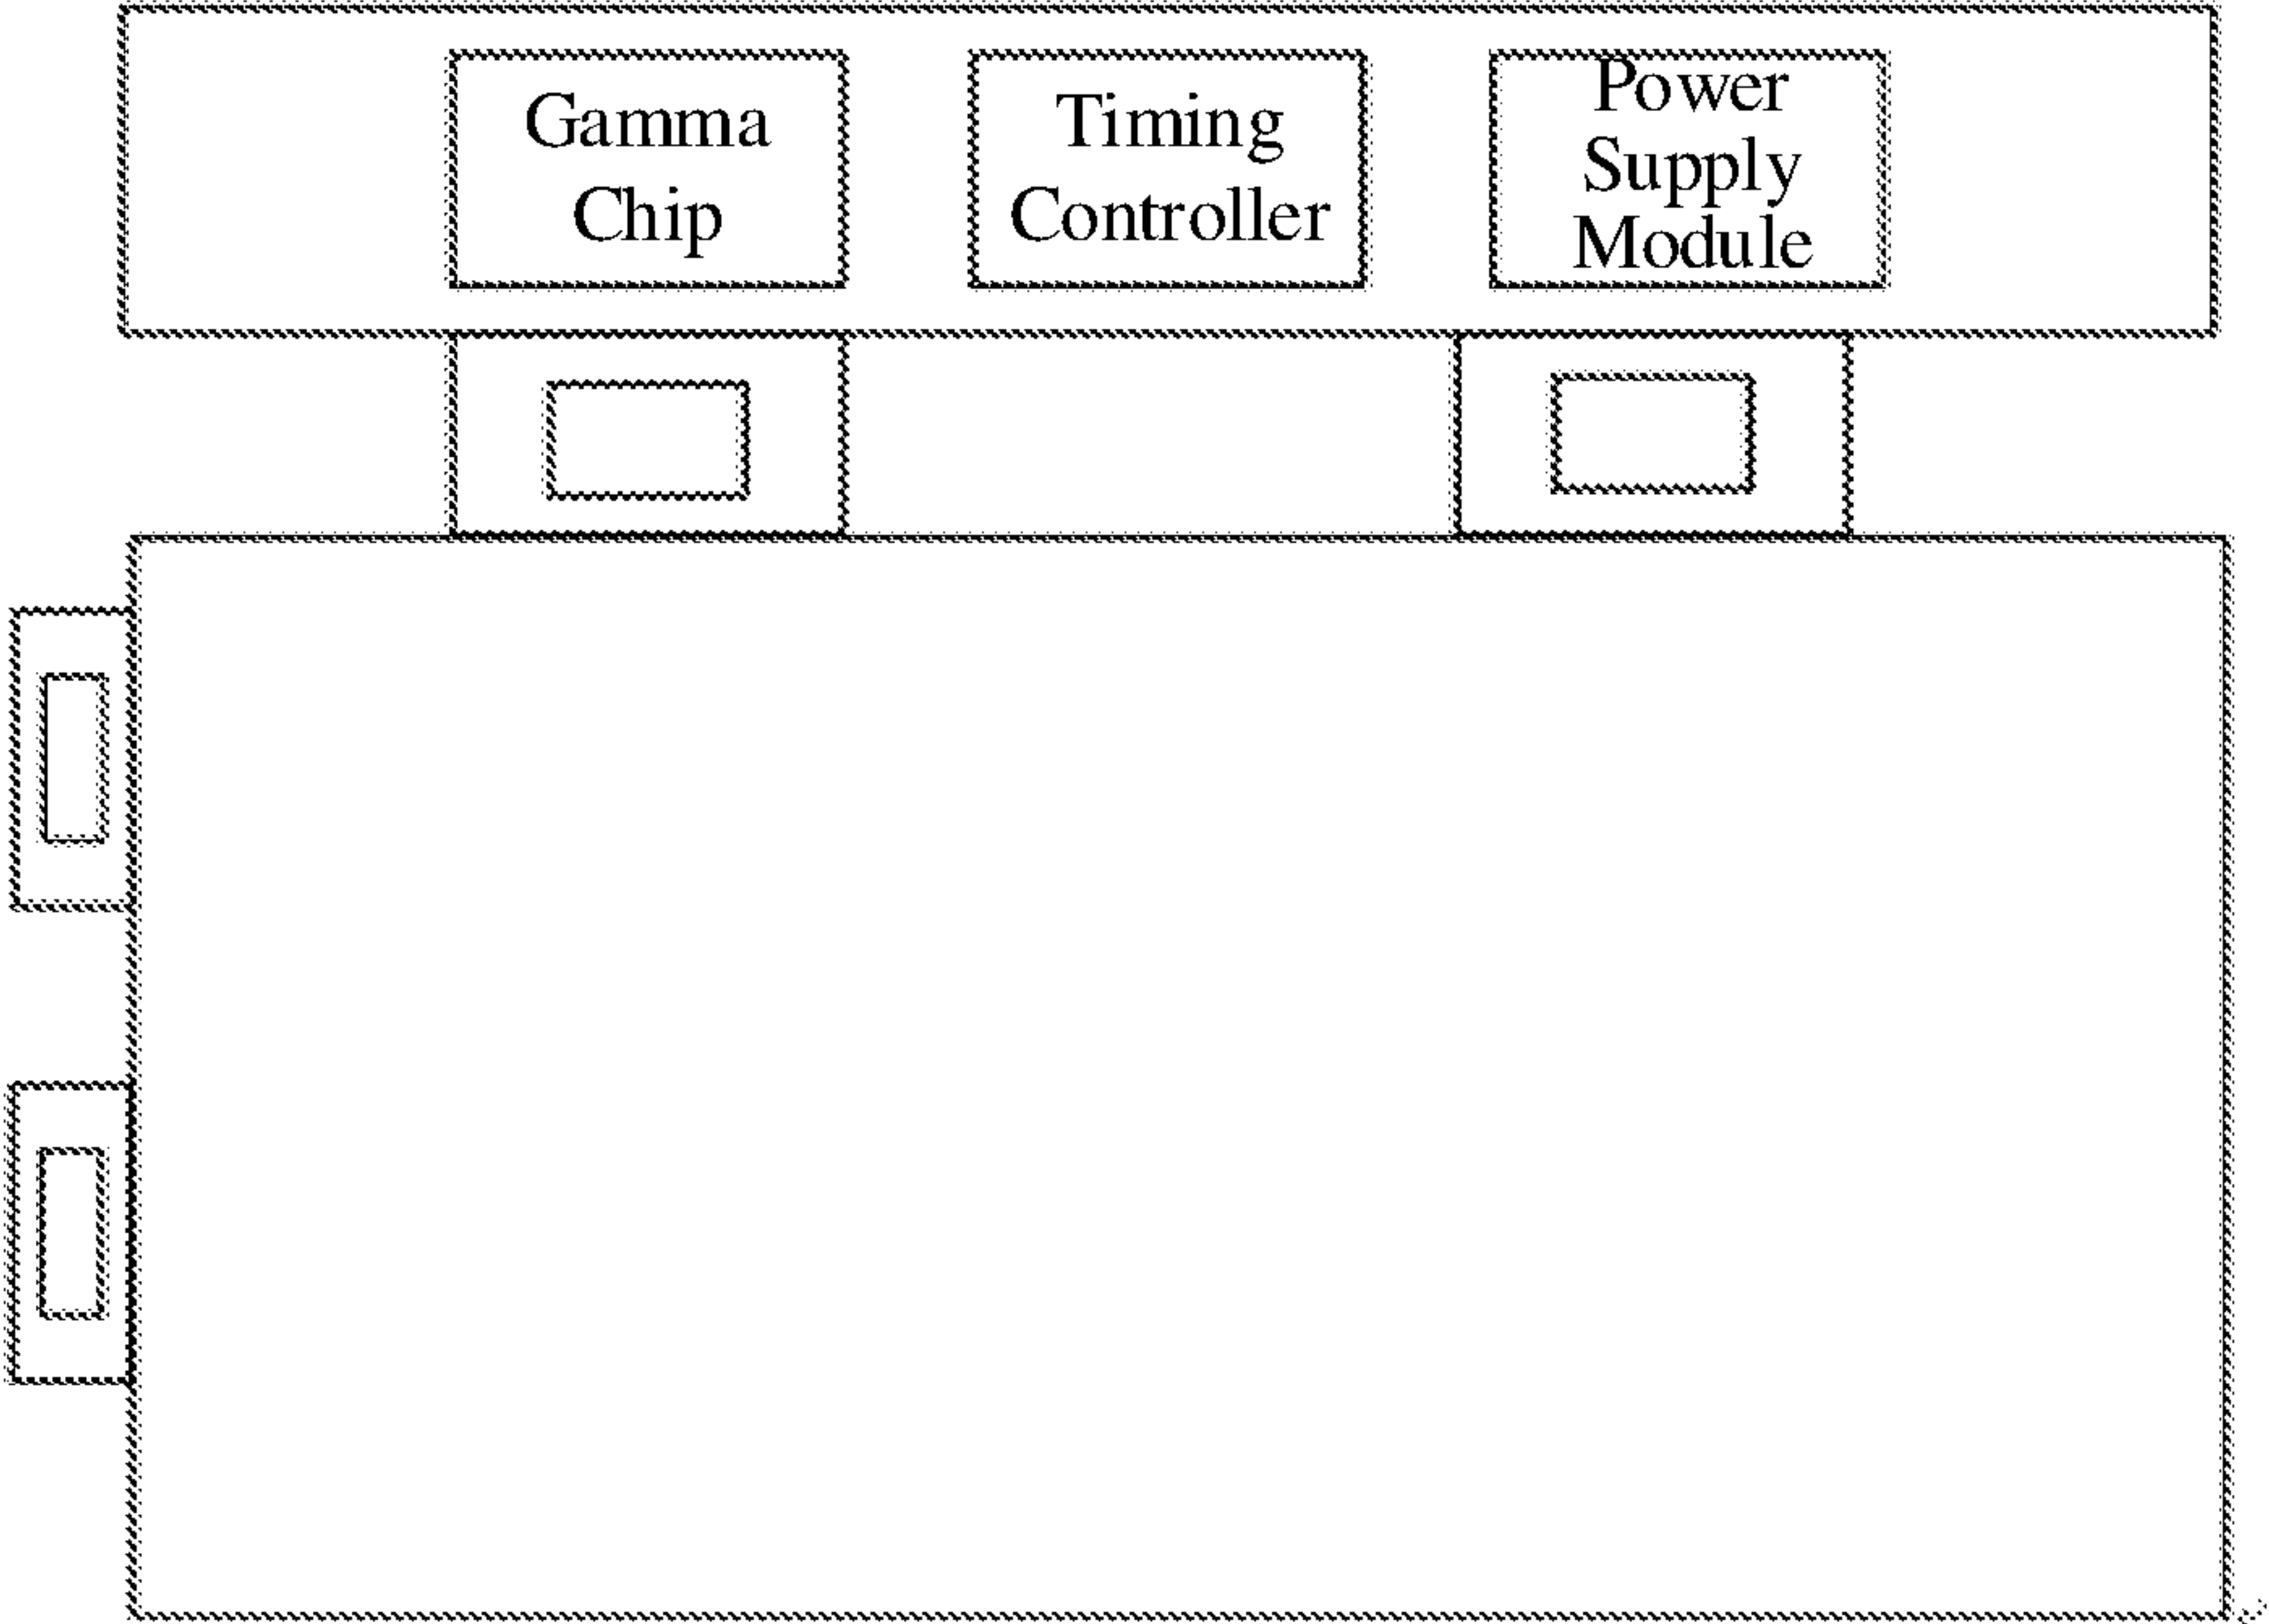 Gamma
Chip
Timing
Controller
Power
Supply
Module